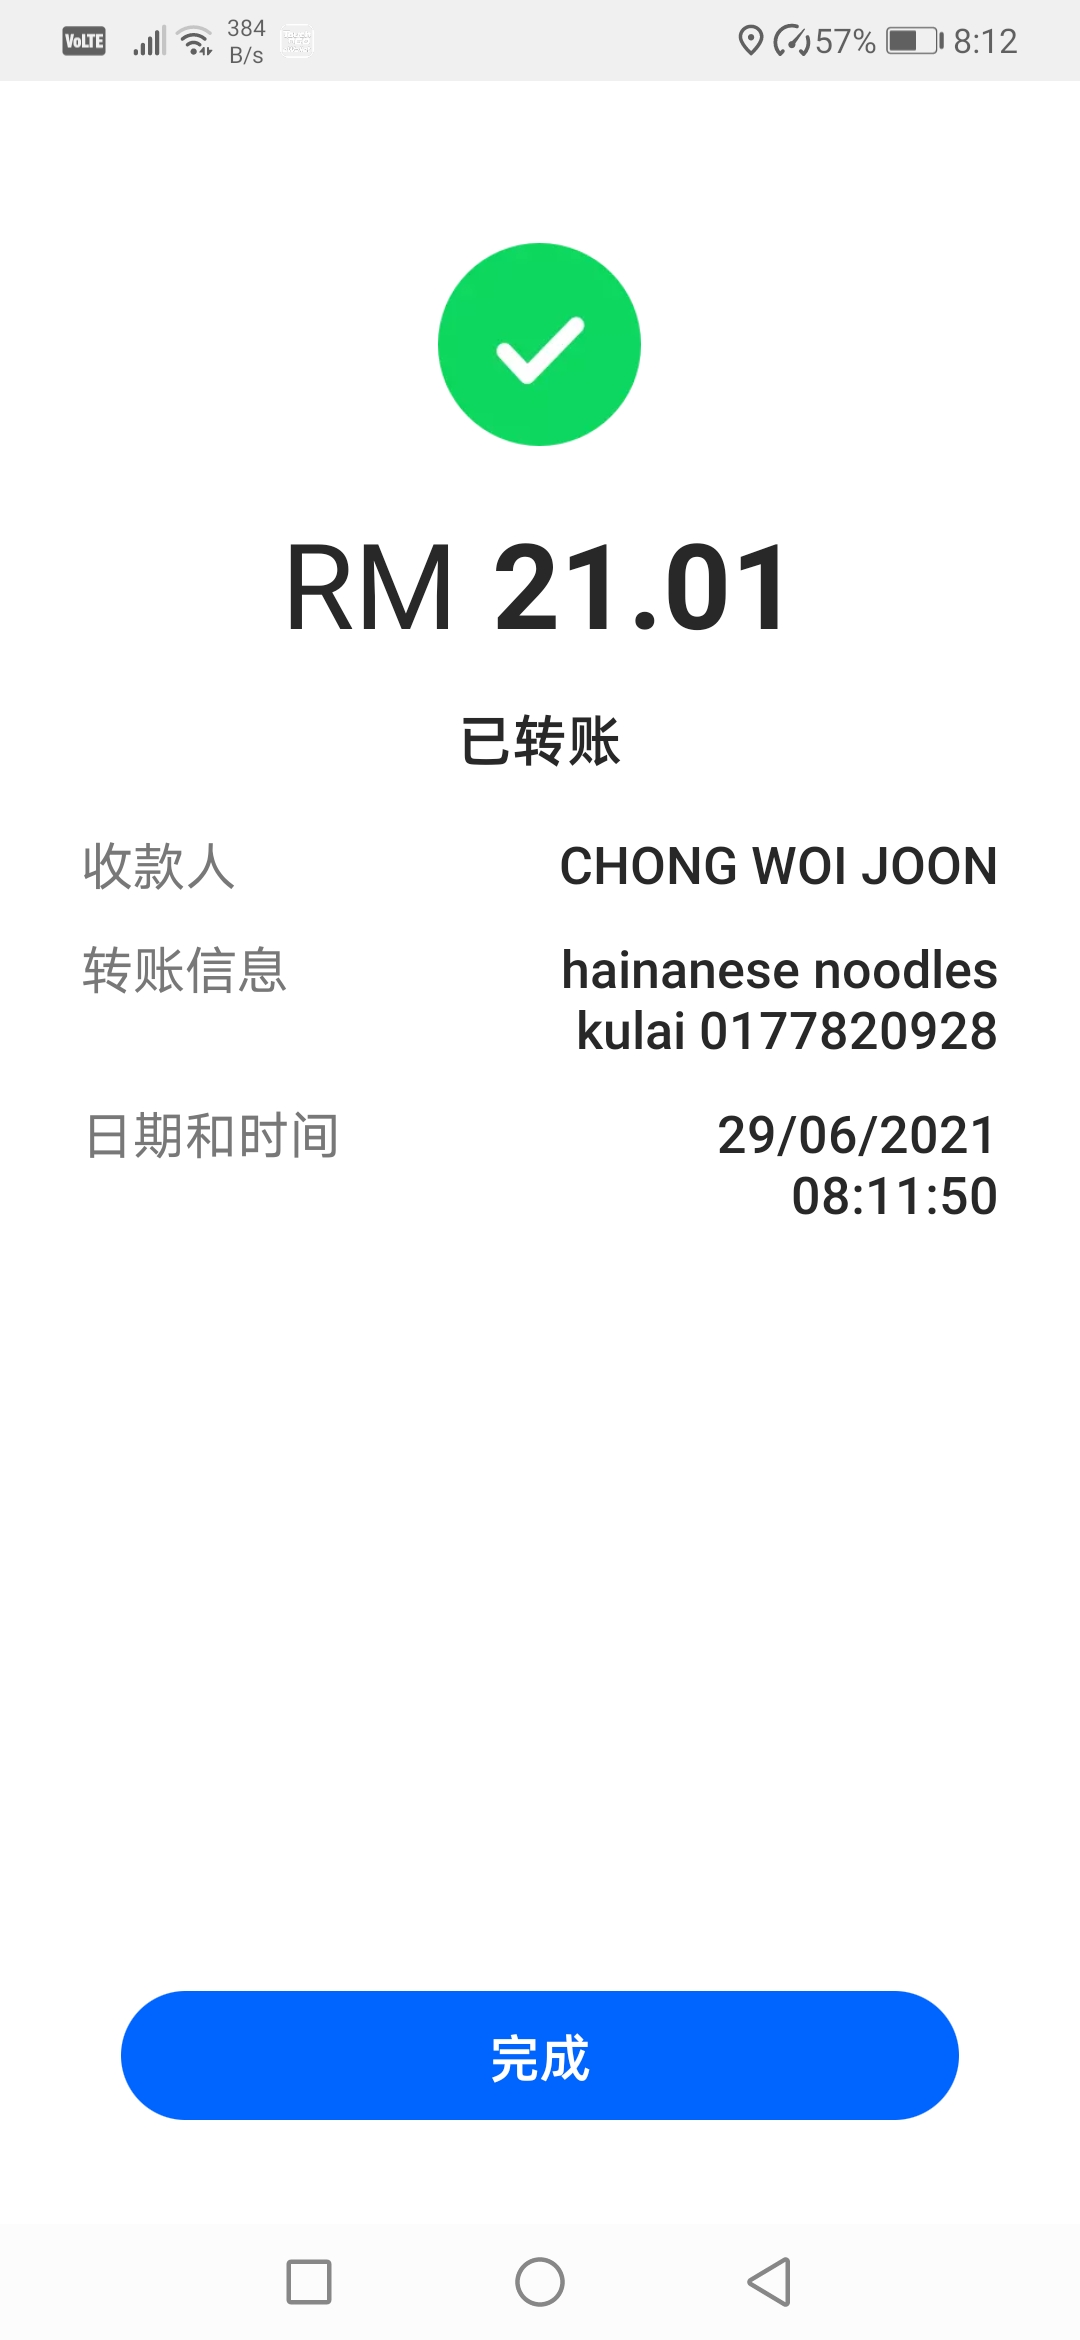 VoLTE
384
B/s
57%
8:12
RM 21.01
已转账
收款人
CHONG WOI JOON
转账信息
hainanese noodles
kulai 0177820928
日期和时间
29/06/2021
08:11:50
完成